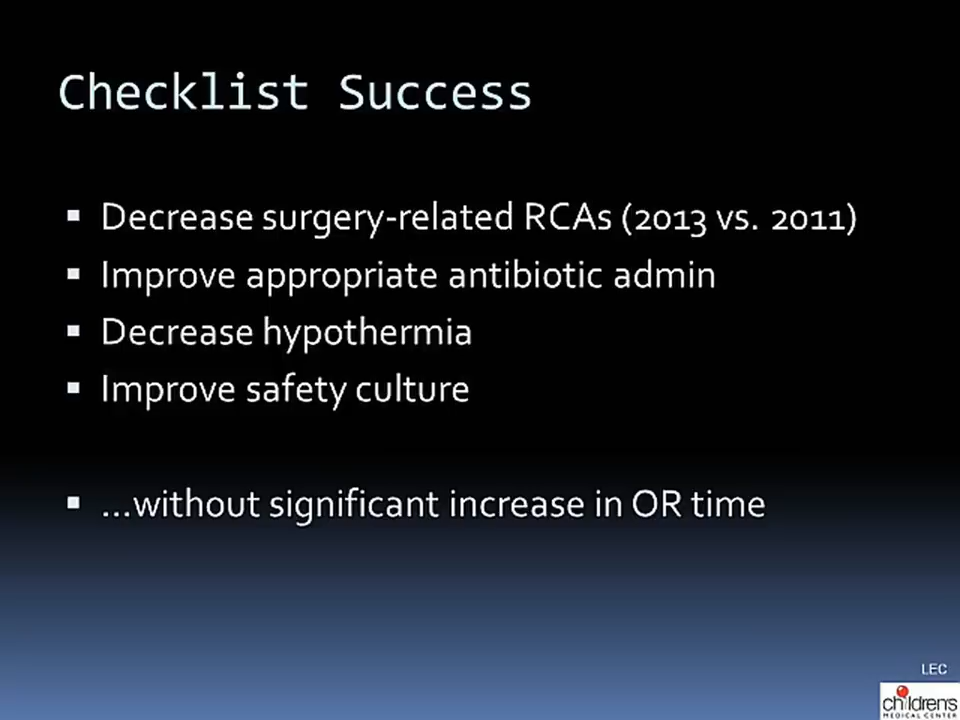 Checklist Success
▪ Decrease surgery-related RCAs (2013 vs. 2011)
▪ Improve appropriate antibiotic admin
▪ Decrease hypothermia
▪ Improve safety culture
▪ ...without significant increase in OR time
LEC
childrens
MEDICAL CENTER